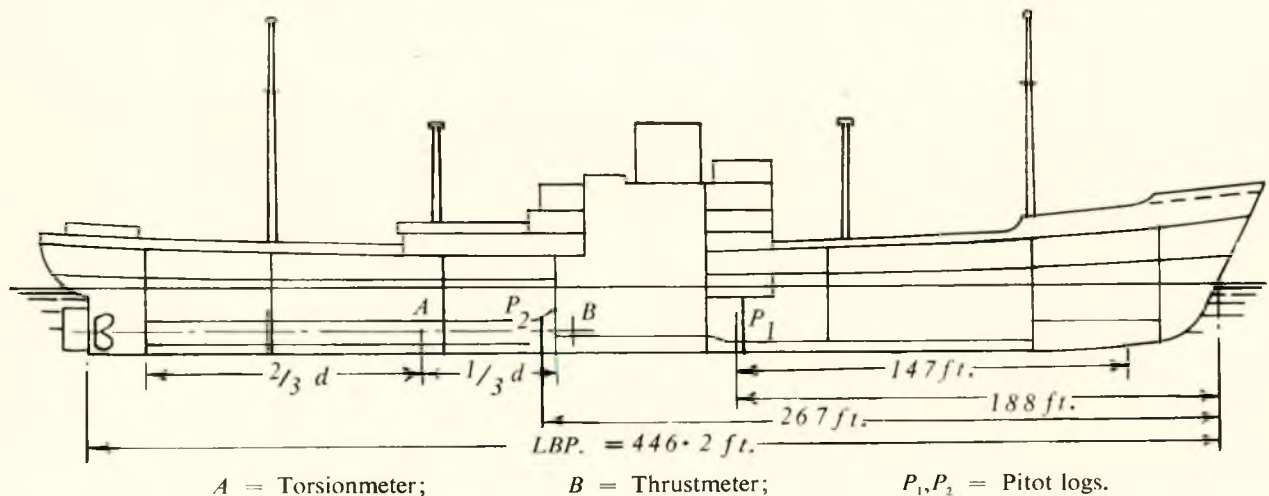 A
P₂
B
P₁
2/3 d
1/3 d
147 ft.
188 ft.
267 ft.
LBP. = 446·2 ft.
A = Torsionmeter; B = Thrustmeter; P₁,P₂ = Pitot logs.